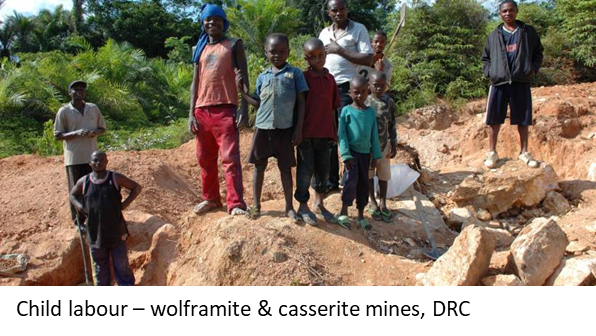 Child labour – wolframite & casserite mines, DRC